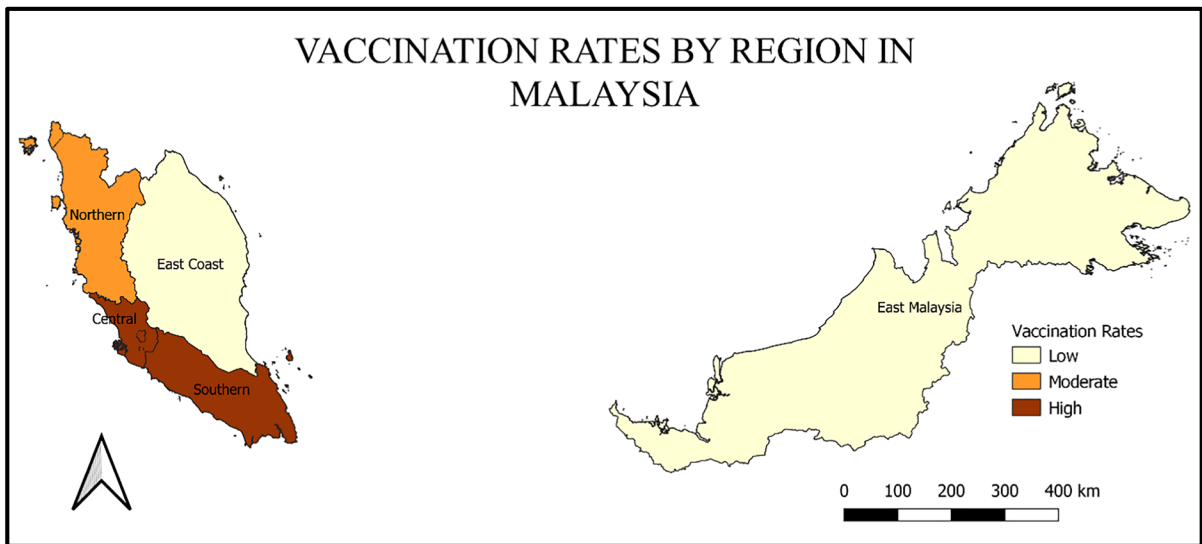 VACCINATION RATES BY REGION IN
MALAYSIA
Northern
East Coast
Central
Southern
East Malaysia
Vaccination Rates
Low
Moderate
High
0 100 200 300 400 km